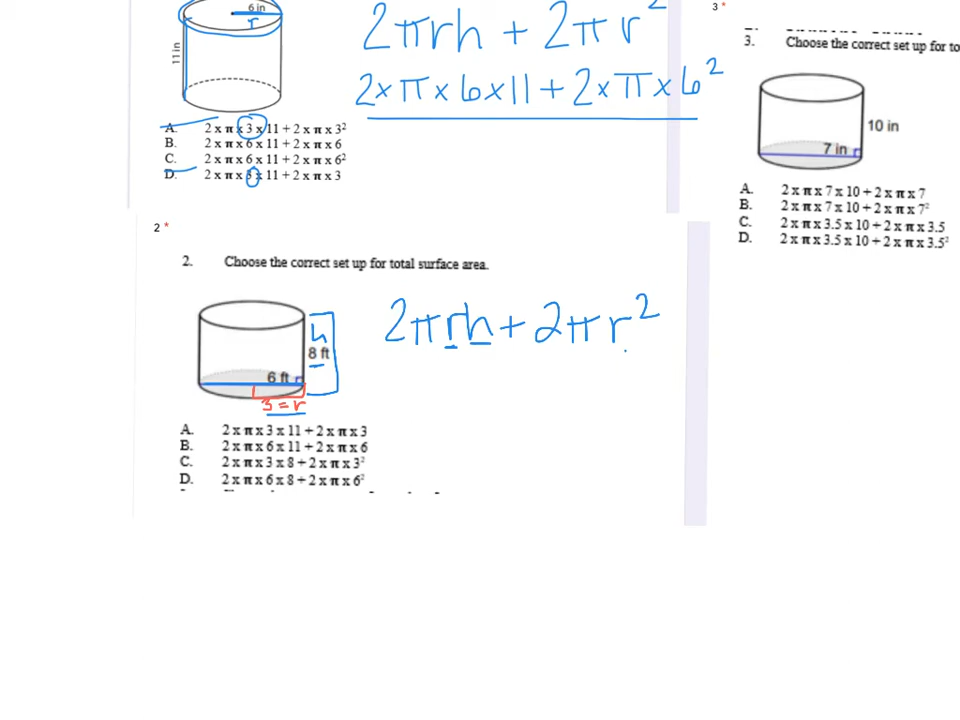 6 in
r
11 in
2πrh + 2πr²
2×π×6×11+2×π×6²
A. 2 x π x 3 x 11 + 2 x π x 3²
B. 2 x π x 6 x 11 + 2 x π x 6
C. 2 x π x 6 x 11 + 2 x π x 6²
D. 2 x π x 3 x 11 + 2 x π x 3
2 *
2. Choose the correct set up for total surface area.
h
8 ft
6 ft
3 = r
2πrh+2πr²
A. 2 x π x 3 x 11 + 2 x π x 3
B. 2 x π x 6 x 11 + 2 x π x 6
C. 2 x π x 3 x 8 + 2 x π x 3²
D. 2 x π x 6 x 8 + 2 x π x 6²
3 *
3. Choose the correct set up for to
10 in
7 in
A. 2 x π x 7 x 10 + 2 x π x 7
B. 2 x π x 7 x 10 + 2 x π x 7²
C. 2 x π x 3.5 x 10 + 2 x π x 3.5
D. 2 x π x 3.5 x 10 + 2 x π x 3.5²